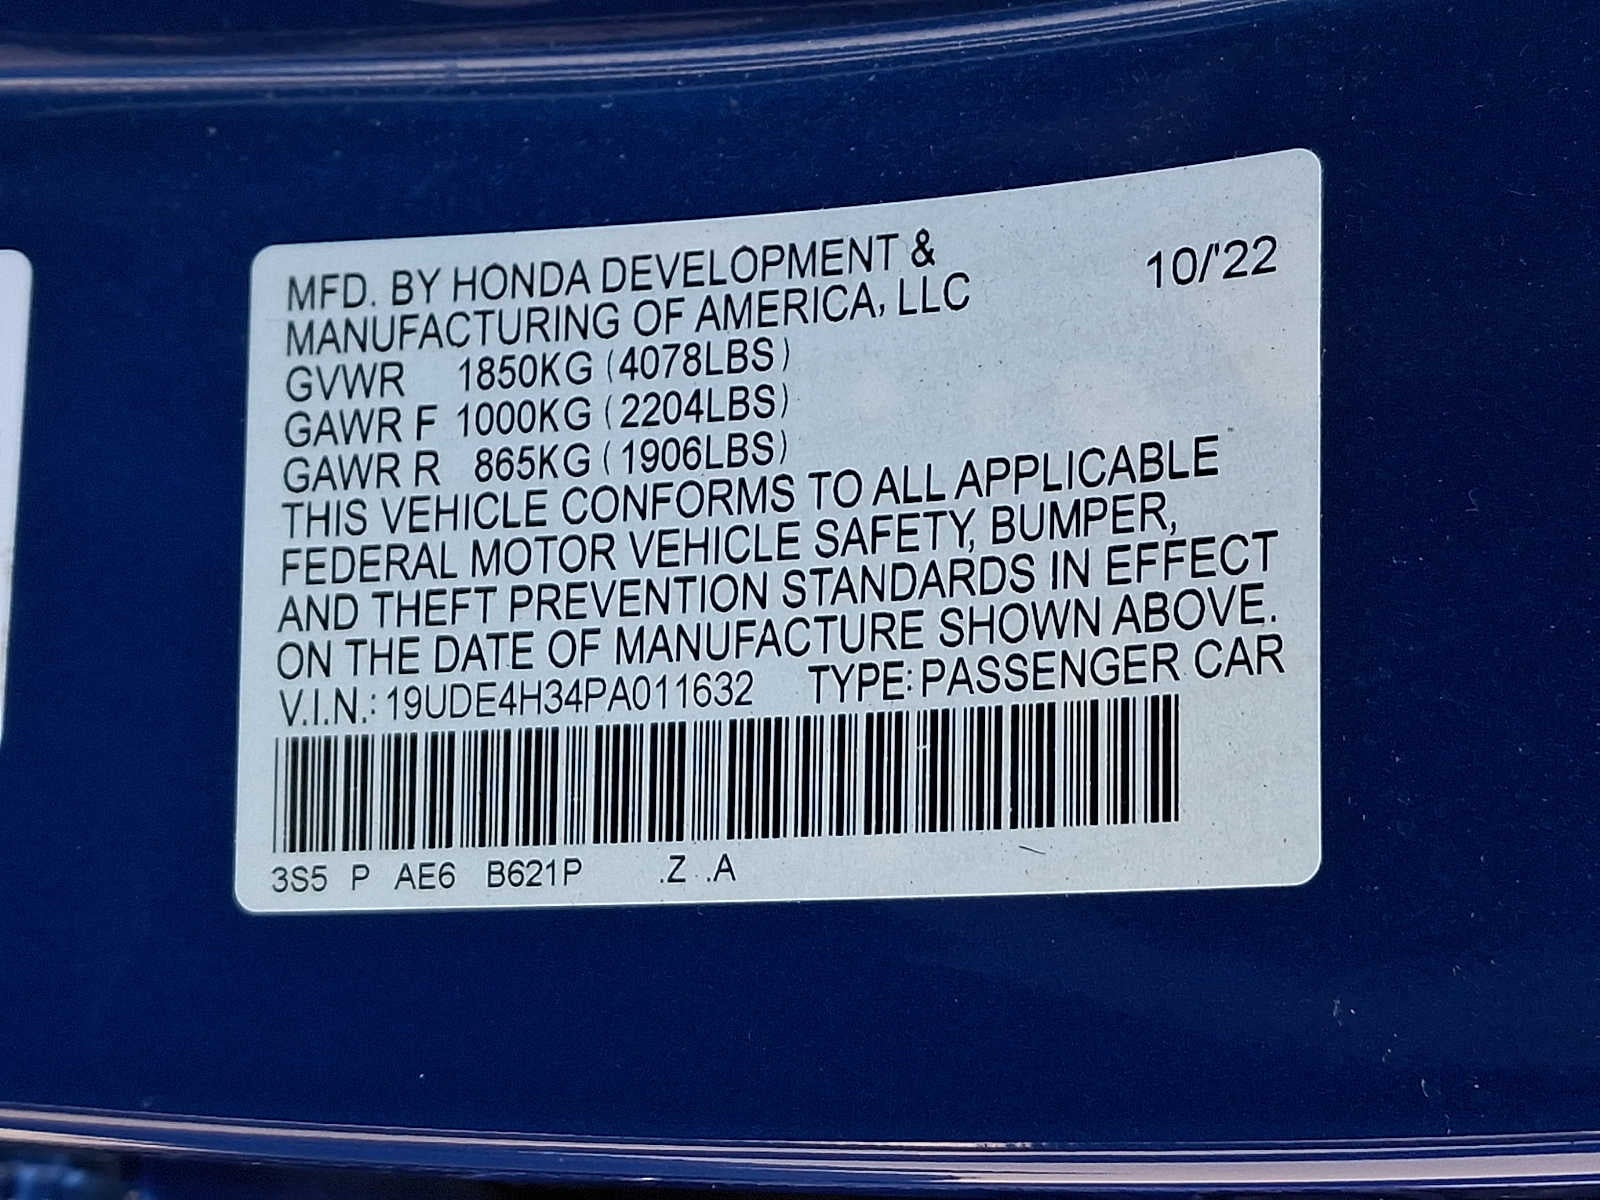 MFD. BY HONDA DEVELOPMENT & 10/'22
MANUFACTURING OF AMERICA, LLC
GVWR 1850KG (4078LBS)
GAWR F 1000KG (2204LBS)
GAWR R 865KG (1906LBS)
THIS VEHICLE CONFORMS TO ALL APPLICABLE
FEDERAL MOTOR VEHICLE SAFETY, BUMPER,
AND THEFT PREVENTION STANDARDS IN EFFECT
ON THE DATE OF MANUFACTURE SHOWN ABOVE.
V.I.N.: 19UDE4H34PA011632 TYPE: PASSENGER CAR
3S5 P AE6 B621P .Z .A